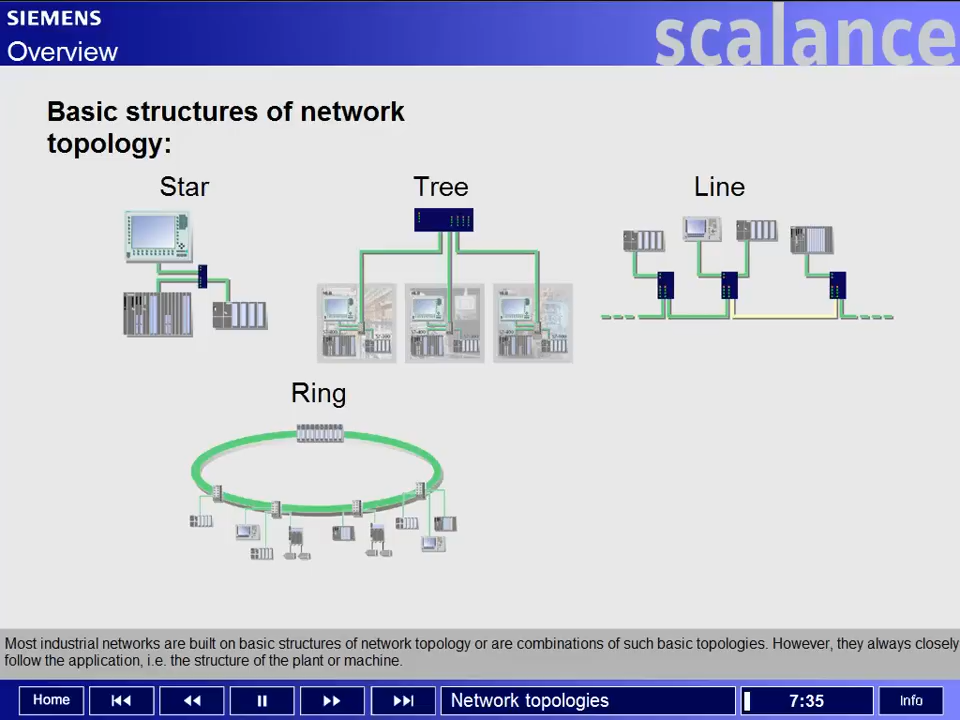 SIEMENS
scalance
Overview
Basic structures of network
topology:
Star
Tree
Line
Ring
Most industrial networks are built on basic structures of network topology or are combinations of such basic topologies. However, they always closely
follow the application, i.e. the structure of the plant or machine.
Home
Network topologies
7:35
Info